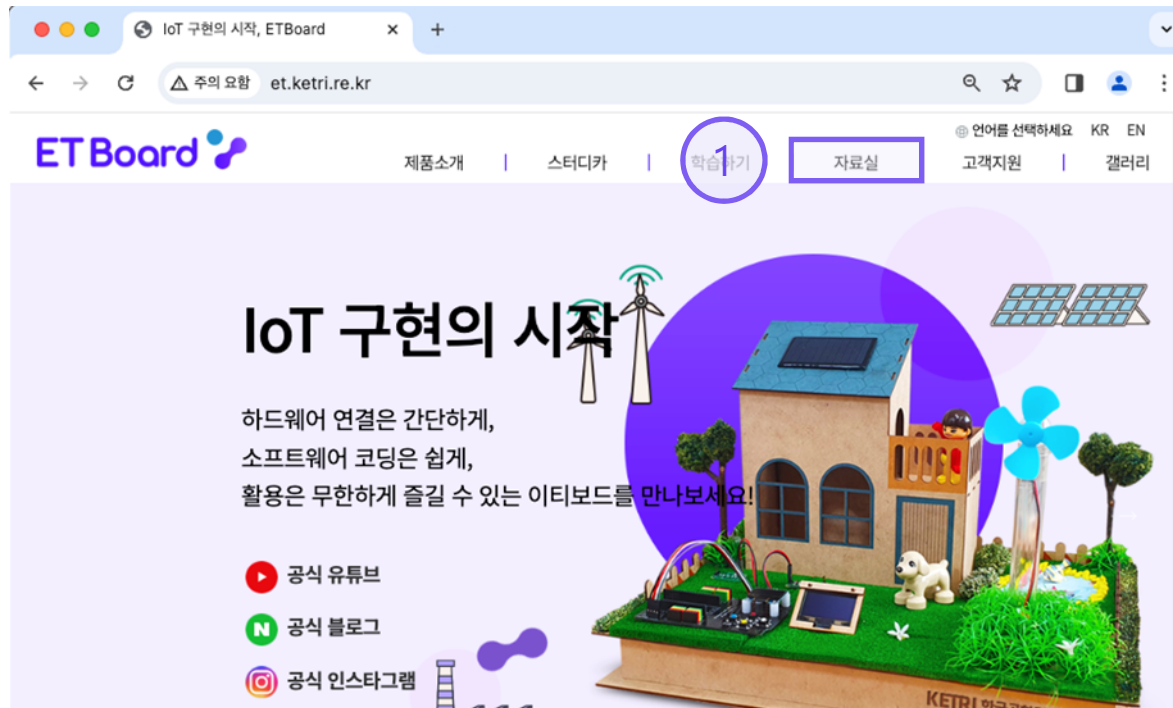 IoT 구현의 시작, ETBoard
주의 요함 et.ketri.re.kr
언어를 선택하세요 KR EN
ET Board
제품소개 | 스터디카 | 학습하기 자료실 고객지원 | 갤러리
1
IoT 구현의 시작
하드웨어 연결은 간단하게,
소프트웨어 코딩은 쉽게,
활용은 무한하게 즐길 수 있는 이티보드를 만나보세요!
공식 유튜브
공식 블로그
공식 인스타그램
KETRI